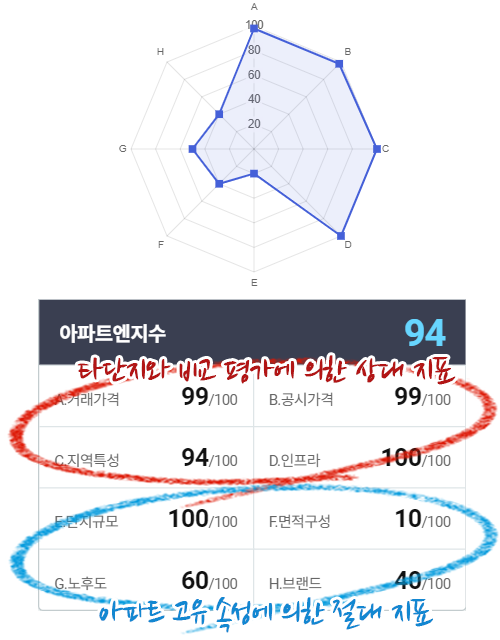 A
B
C
D
E
F
G
H
100
80
60
40
20
아파트엔지수 94
타단지와 비교 평가에 의한 상대 지표
A.거래가격 99/100 B.공시가격 99/100
C.지역특성 94/100 D.인프라 100/100
E.단지규모 100/100 F.면적구성 10/100
G.노후도 60/100 H.브랜드 40/100
아파트 고유 속성에 의한 절대 지표